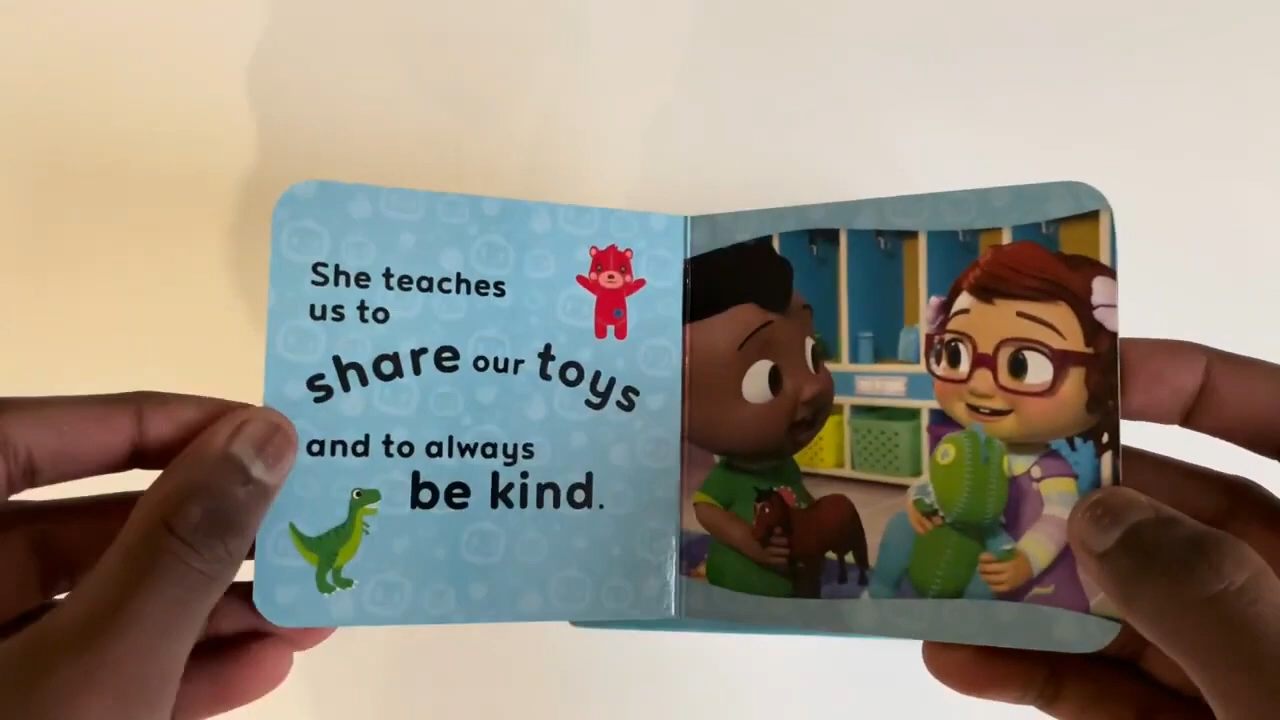 She teaches
us to
share our toys
and to always
be kind.